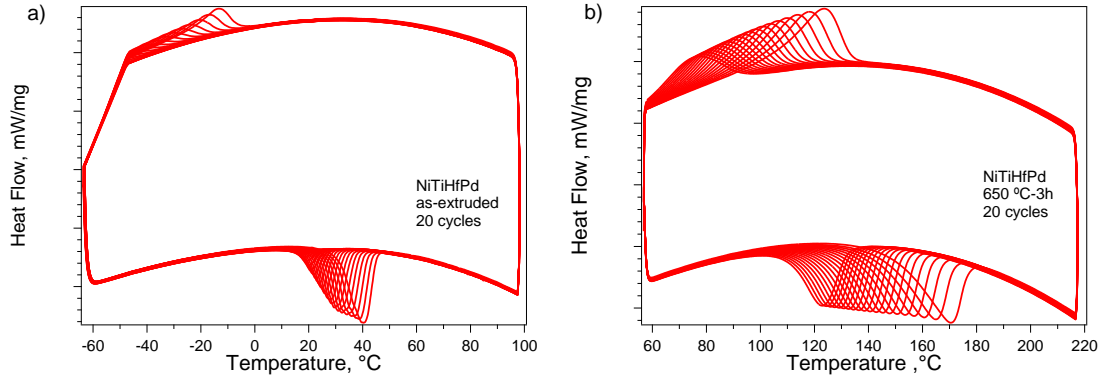 a)
Heat Flow, mW/mg
NiTiHfPd
as-extruded
20 cycles
-60 -40 -20 0 20 40 60 80 100
Temperature, °C
b)
Heat Flow, mW/mg
NiTiHfPd
650 ºC-3h
20 cycles
60 80 100 120 140 160 180 200 220
Temperature ,°C